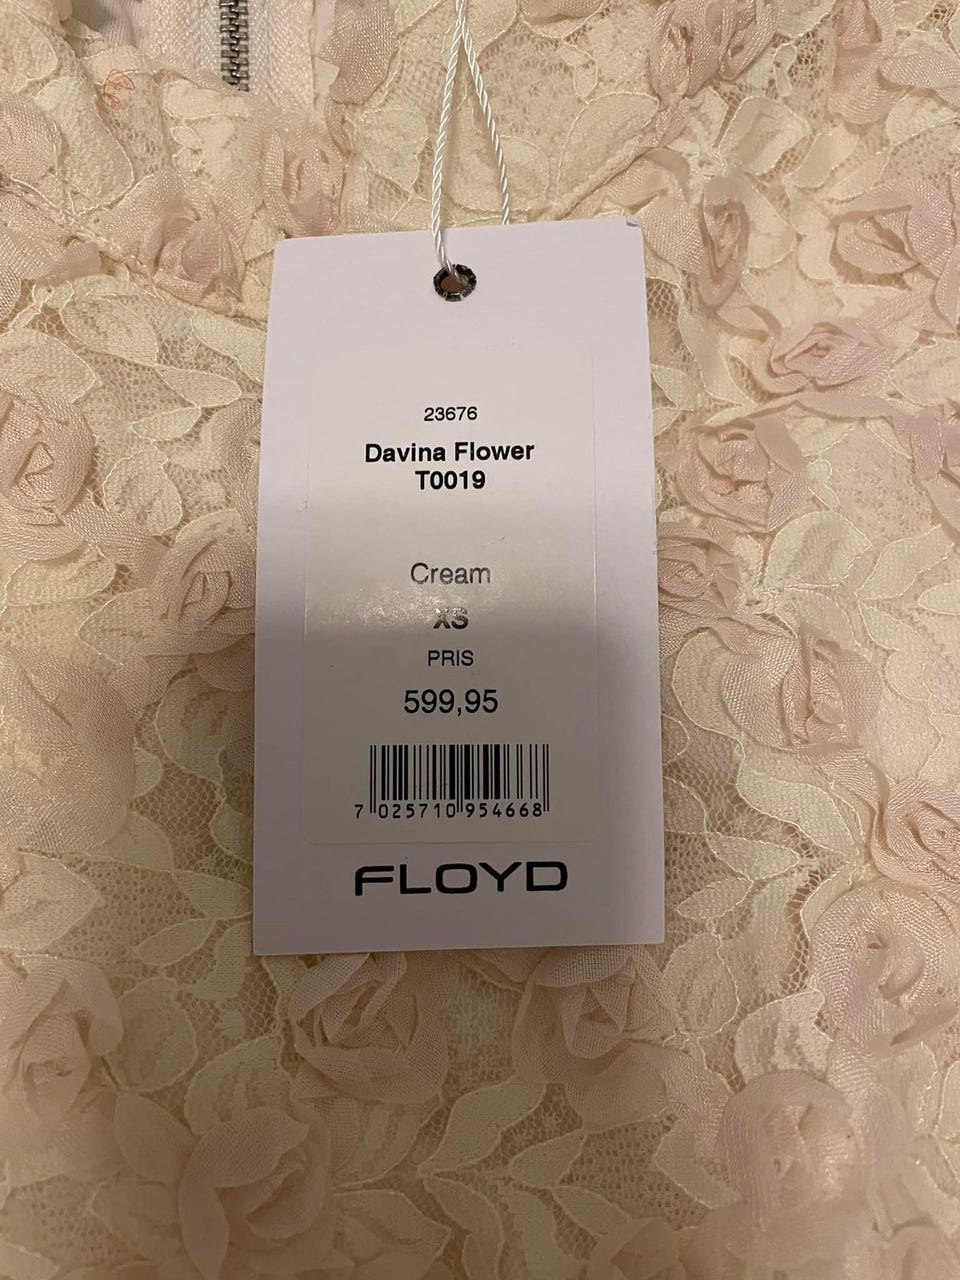 23676
Davina Flower
T0019
Cream
XS
PRIS
599,95
7 025710 954668
FLOYD